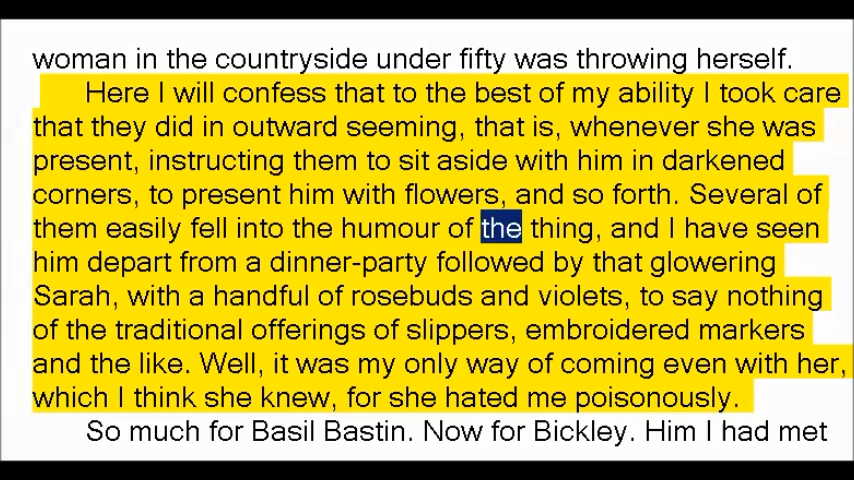 woman in the countryside under fifty was throwing herself.
Here I will confess that to the best of my ability I took care
that they did in outward seeming, that is, whenever she was
present, instructing them to sit aside with him in darkened
corners, to present him with flowers, and so forth. Several of
them easily fell into the humour of the thing, and I have seen
him depart from a dinner-party followed by that glowering
Sarah, with a handful of rosebuds and violets, to say nothing
of the traditional offerings of slippers, embroidered markers
and the like. Well, it was my only way of coming even with her,
which I think she knew, for she hated me poisonously.
So much for Basil Bastin. Now for Bickley. Him I had met